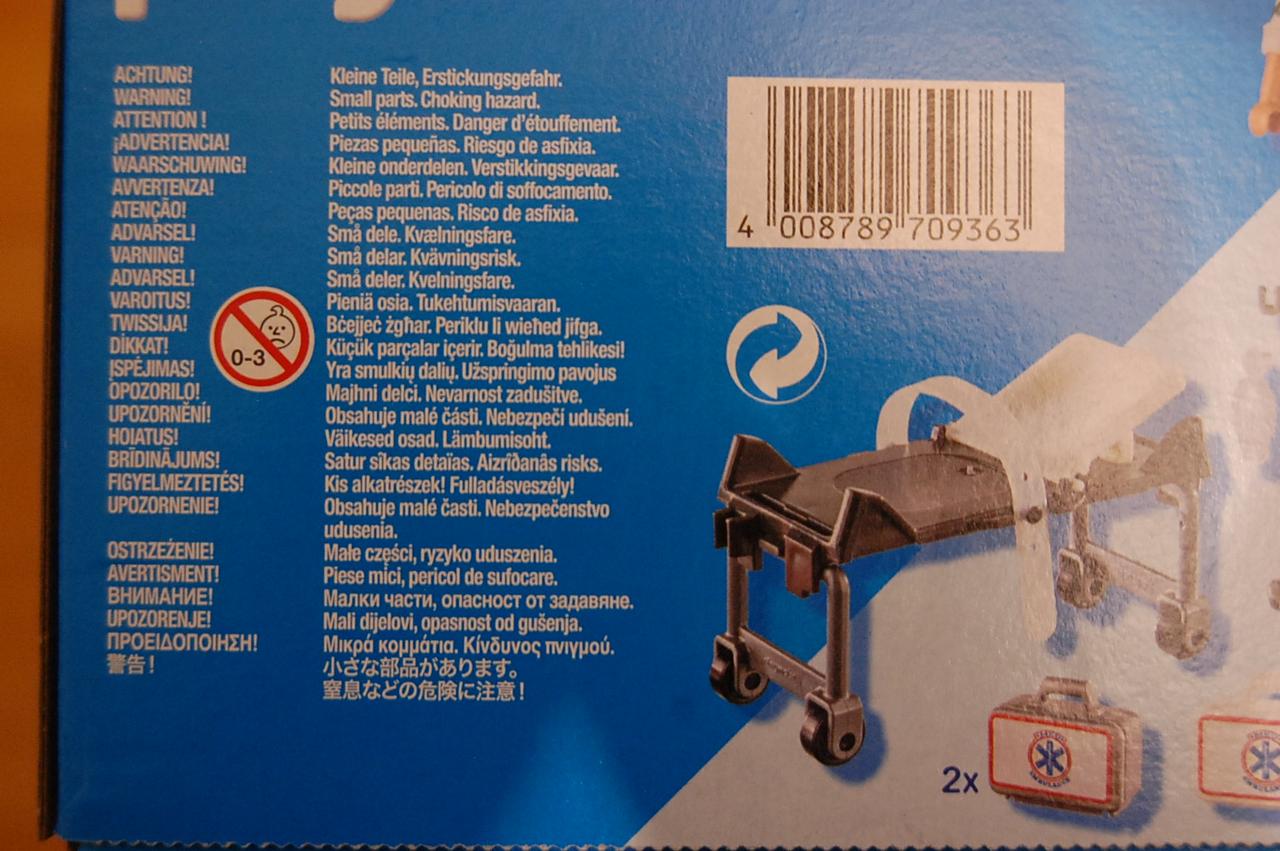 ACHTUNG! Kleine Teile, Erstickungsgefahr.
WARNING! Small parts. Choking hazard.
ATTENTION ! Petits éléments. Danger d'étouffement.
¡ADVERTENCIA! Piezas pequeñas. Riesgo de asfixia.
WAARSCHUWING! Kleine onderdelen. Verstikkingsgevaar.
AVVERTENZA! Piccole parti. Pericolo di soffocamento.
ATENÇÃO! Peças pequenas. Risco de asfixia.
ADVARSEL! Små dele. Kvælningsfare.
VARNING! Små delar. Kvävningsrisk.
ADVARSEL! Små deler. Kvelningsfare.
VAROITUS! Pieniä osia. Tukehtumisvaaran.
TWISSIJA! Bċejjeċ żgħar. Periklu li wieħed jifga.
DİKKAT! Küçük parçalar içerir. Boğulma tehlikesi!
ĮSPĖJIMAS! Yra smulkių dalių. Užspringimo pavojus
OPOZORILO! Majhni delci. Nevarnost zadušitve.
UPOZORNĚNÍ! Obsahuje malé části. Nebezpečí udušení.
HOIATUS! Väikesed osad. Lämbumisoht.
BRĪDINĀJUMS! Satur sīkas detaīas. Aizrīðanās risks.
FIGYELMEZTETÉS! Kis alkatrészek! Fulladásveszély!
UPOZORNENIE! Obsahuje malé časti. Nebezpečenstvo
udusenia.
OSTRZEŻENIE! Małe części, ryzyko uduszenia.
AVERTISMENT! Piese mici, pericol de sufocare.
ВНИМАНИЕ! Малки части, опасност от задавяне.
UPOZORENJE! Mali dijelovi, opasnost od gušenja.
ΠΡΟΕΙΔΟΠΟΙΗΣΗ! Μικρά κομμάτια. Κίνδυνος πνιγμού.
警告! 小さな部品があります。
窒息などの危険に注意!
0-3
4 008789 709363
2x